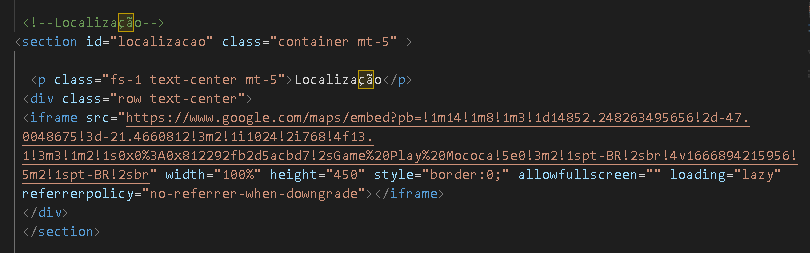 <!--Localização-->
<section id="localizacao" class="container mt-5" >
<p class="fs-1 text-center mt-5">Localização</p>
<div class="row text-center">
<iframe src="https://www.google.com/maps/embed?pb=!1m14!1m8!1m3!1d14852.248263495656!2d-47.
0048675!3d-21.4660812!3m2!1i1024!2i768!4f13.
1!3m3!1m2!1s0x0%3A0x812292fb2d5acbd7!2sGame%20Play%20Mococa!5e0!3m2!1spt-BR!2sbr!4v1666894215956!
5m2!1spt-BR!2sbr" width="100%" height="450" style="border:0;" allowfullscreen="" loading="lazy"
referrerpolicy="no-referrer-when-downgrade"></iframe>
</div>
</section>